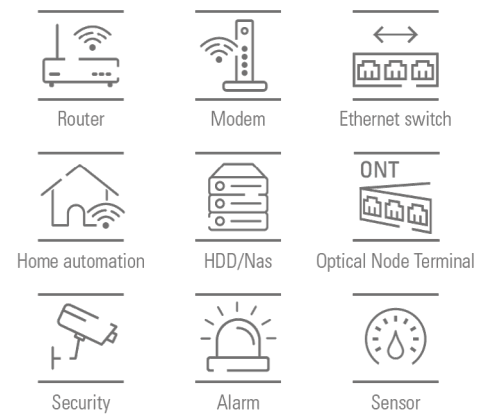 Router
Modem
Ethernet switch
Home automation
HDD/Nas
ONT
Optical Node Terminal
Security
Alarm
Sensor